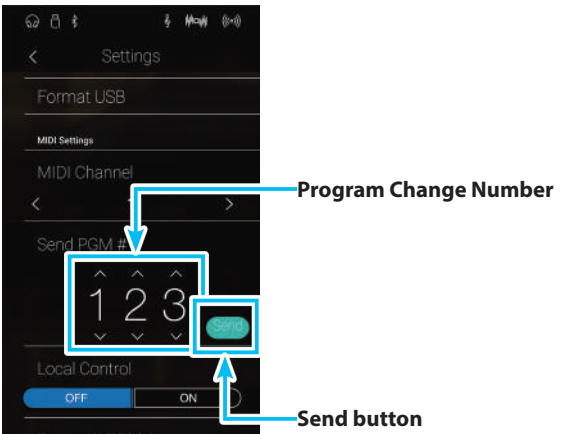 Settings
Format USB
MIDI Settings
MIDI Channel
Program Change Number
Send PGM #
1 2 3
Send
Local Control
OFF ON
Send button